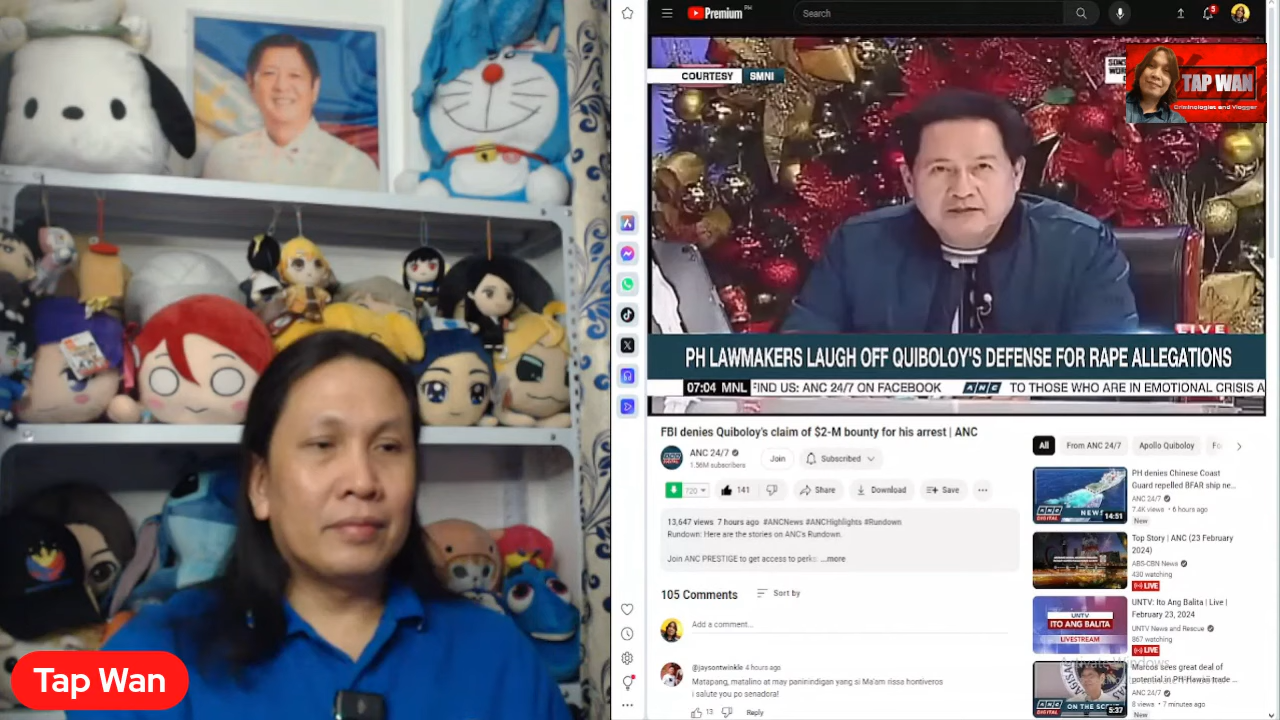 Tap Wan
Premium PH
Search
5
COURTESY SMNI
TAP WAN
Criminologies and Vlogger
LIVE
PH LAWMAKERS LAUGH OFF QUIBOLOY'S DEFENSE FOR RAPE ALLEGATIONS
07:04 MNL FIND US: ANC 24/7 ON FACEBOOK ANC TO THOSE WHO ARE IN EMOTIONAL CRISIS A
FBI denies Quiboloy's claim of $2-M bounty for his arrest | ANC
ANC 24/7
1.56M subscribers
Join
Subscribed
720
141
Share
Download
Save
13,647 views 7 hours ago #ANCNews #ANCHighlights #Rundown
Rundown: Here are the stories on ANC's Rundown.
Join ANC PRESTIGE to get access to perks ...more
105 Comments
Sort by
Add a comment...
@jaysontwinkle 4 hours ago
Matapang, matalino at may paninindigan yang si Ma'am rissa hontiveros
i salute you po senadora!
13
Reply
All
From ANC 24/7
Apollo Quiboloy
Fo
PH denies Chinese Coast
Guard repelled BFAR ship ne...
ANC 24/7
7.4K views • 6 hours ago
New
14:51
Top Story | ANC (23 February
2024)
ABS-CBN News
430 watching
LIVE
UNTV: Ito Ang Balita | Live |
February 23, 2024
UNTV News and Rescue
867 watching
LIVE
UNTV
ITO ANG BALITA
LIVESTREAM
Marcos sees great deal of
potential in PH-Hawaii trade ...
ANC 24/7
8 views • 7 minutes ago
New
5:37
Activate Windows